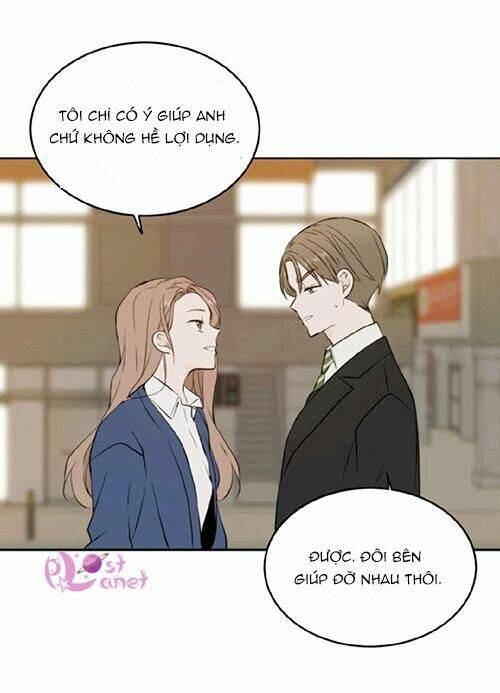 TÔI CHỈ CÓ Ý GIÚP ANH
CHỨ KHÔNG HỀ LỢI DỤNG.
ĐƯỢC. ĐÔI BÊN
GIÚP ĐỠ NHAU THÔI.
Lost
Planet